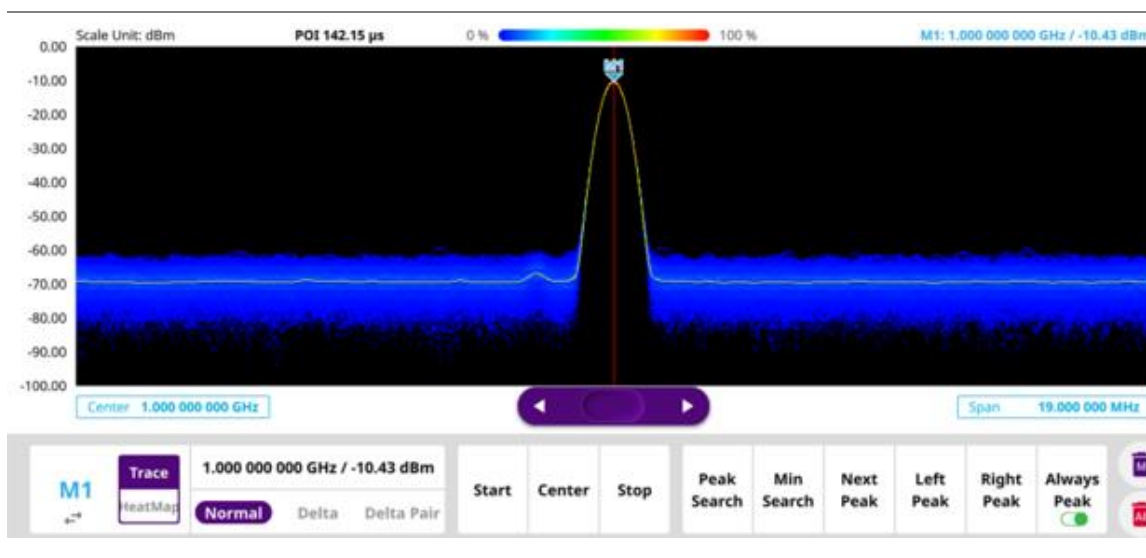 Scale Unit: dBm POI 142.15 µs 0 % 100 % M1: 1.000 000 000 GHz / -10.43 dBm
0.00
-10.00
-20.00
-30.00
-40.00
-50.00
-60.00
-70.00
-80.00
-90.00
-100.00
Center 1.000 000 000 GHz Span 19.000 000 MHz
M1
Trace
HeatMap
1.000 000 000 GHz / -10.43 dBm
Normal Delta Delta Pair
Start Center Stop
Peak Search
Min Search
Next Peak
Left Peak
Right Peak
Always Peak